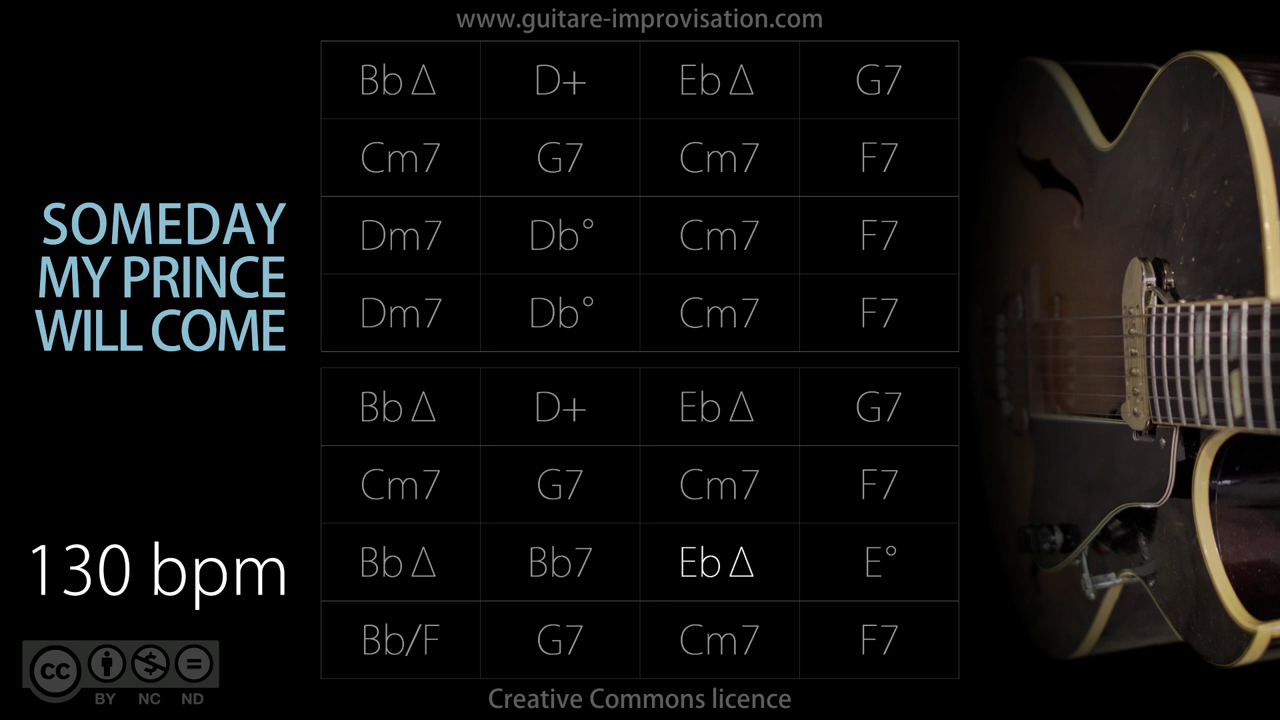 www.guitare-improvisation.com
Bb Δ D+ Eb Δ G7
Cm7 G7 Cm7 F7
Dm7 Db° Cm7 F7
Dm7 Db° Cm7 F7
Bb Δ D+ Eb Δ G7
Cm7 G7 Cm7 F7
Bb Δ Bb7 Eb Δ E°
Bb/F G7 Cm7 F7
SOMEDAY
MY PRINCE
WILL COME
130 bpm
cc
BY NC ND
Creative Commons licence